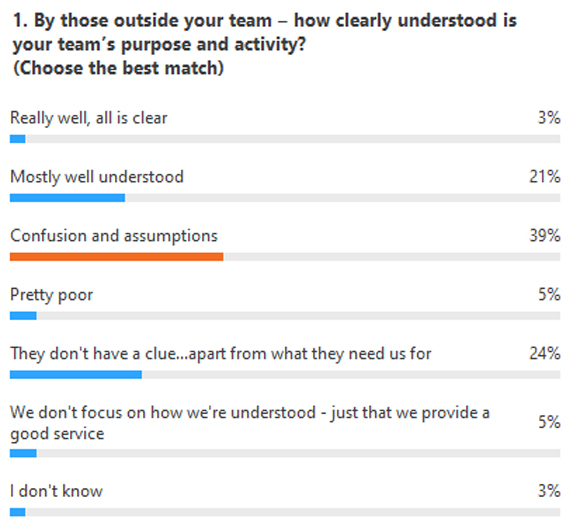 1. By those outside your team – how clearly understood is
your team’s purpose and activity?
(Choose the best match)
Really well, all is clear 3%
Mostly well understood 21%
Confusion and assumptions 39%
Pretty poor 5%
They don't have a clue...apart from what they need us for 24%
We don't focus on how we're understood - just that we provide a
good service 5%
I don't know 3%